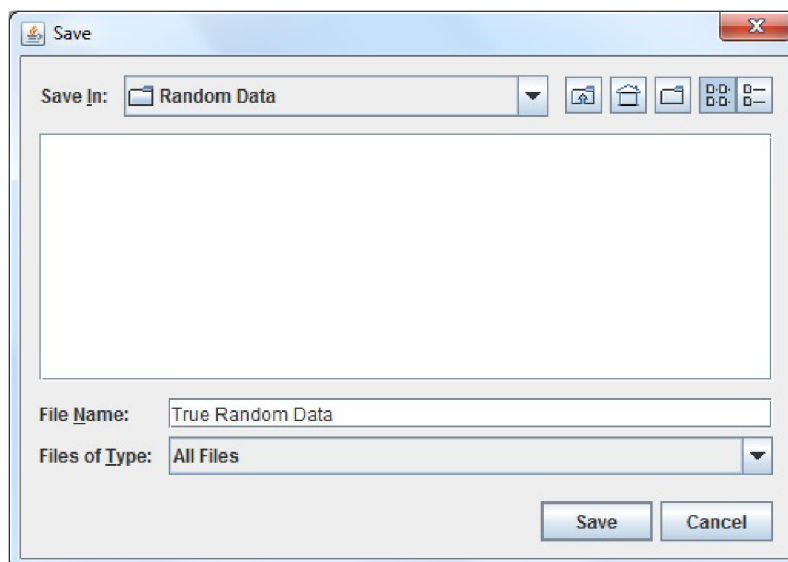 Save
Save In: Random Data
File Name: True Random Data
Files of Type: All Files
Save Cancel